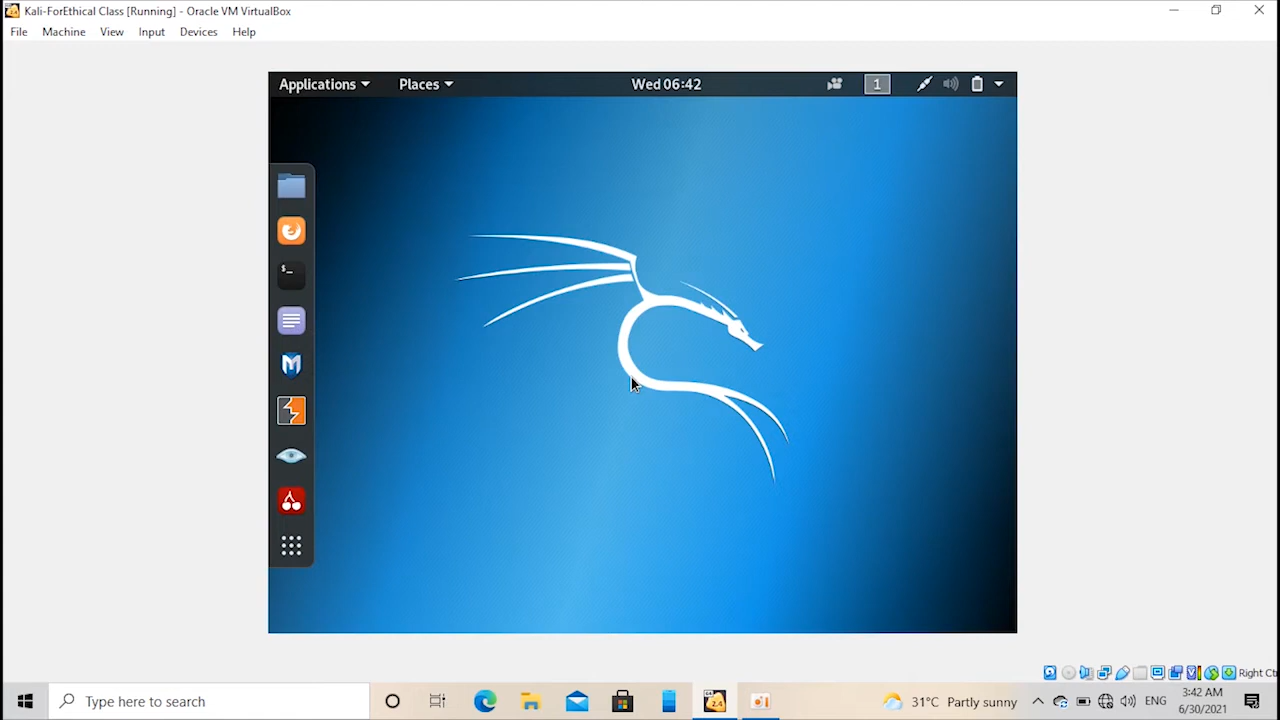 Kali-ForEthical Class [Running] - Oracle VM VirtualBox
File Machine View Input Devices Help
Applications Places Wed 06:42 1
$_
Right Ct
Type here to search
31°C Partly sunny ENG 3:42 AM
6/30/2021